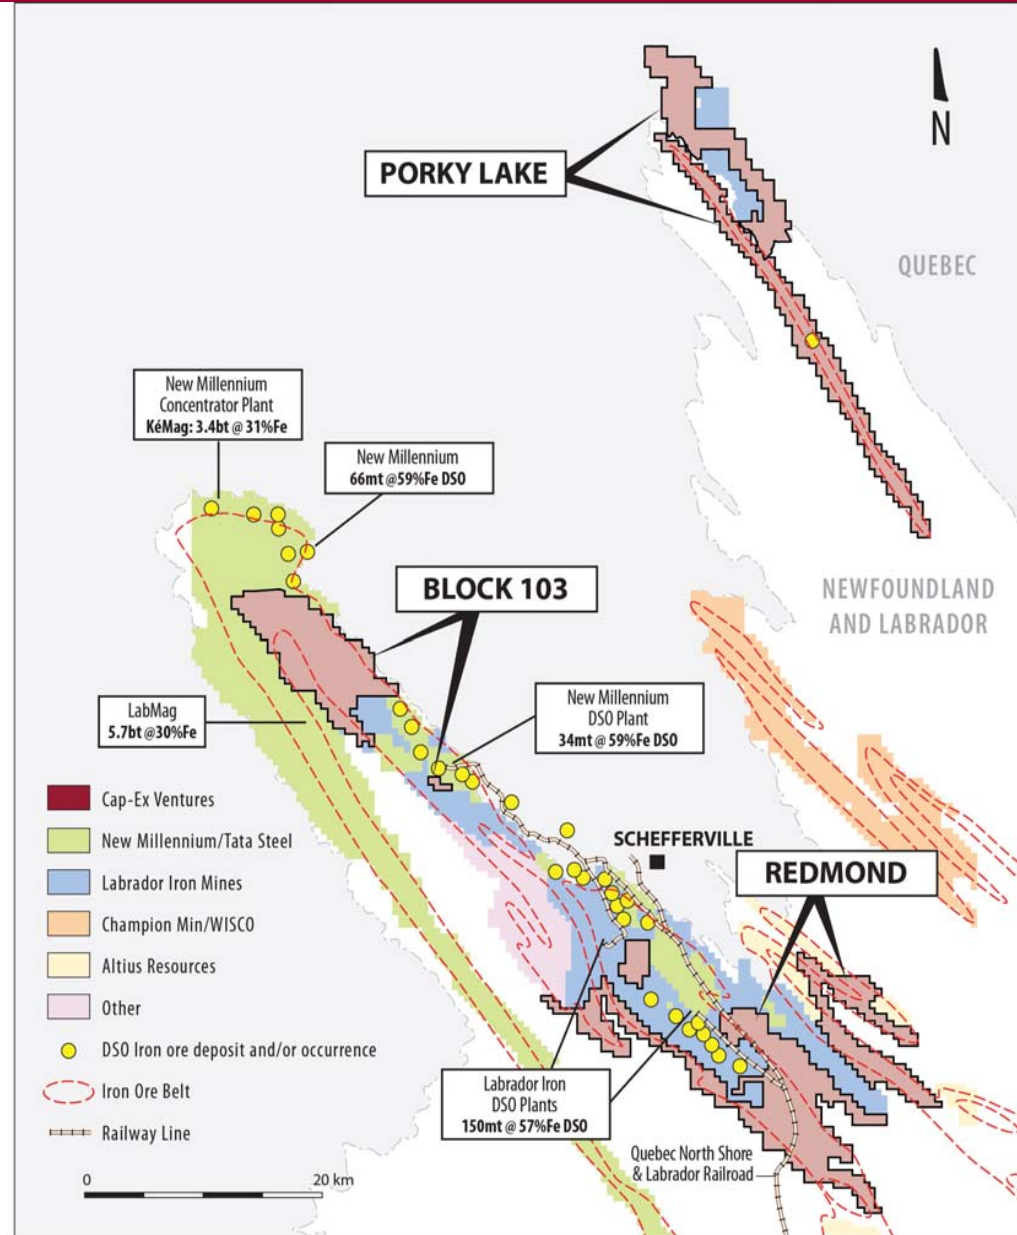 N
PORKY LAKE
QUEBEC
New Millennium
Concentrator Plant
KéMag: 3.4bt @ 31%Fe
New Millennium
66mt @59%Fe DSO
BLOCK 103
NEWFOUNDLAND
AND LABRADOR
LabMag
5.7bt @30%Fe
New Millennium
DSO Plant
34mt @ 59%Fe DSO
SCHEFFERVILLE
REDMOND
Cap-Ex Ventures
New Millennium/Tata Steel
Labrador Iron Mines
Champion Min/WISCO
Altius Resources
Other
DSO Iron ore deposit and/or occurrence
Iron Ore Belt
Railway Line
Labrador Iron
DSO Plants
150mt @ 57%Fe DSO
Quebec North Shore
& Labrador Railroad
0 20 km